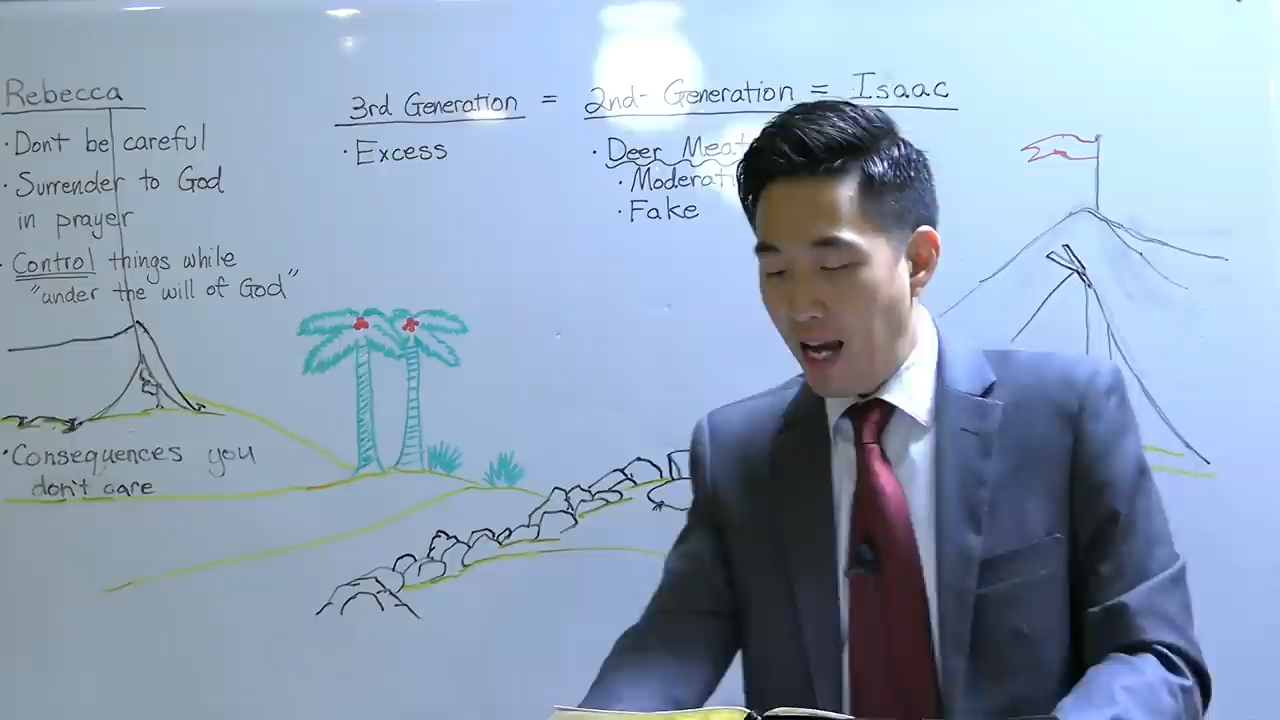 Rebecca
· Dont be careful
· Surrender to God
in prayer
· Control things while
"under the will of God"
· Consequences you
don't care
3rd Generation = 2nd- Generation = Isaac
· Excess
· Deer Meat
· Fake